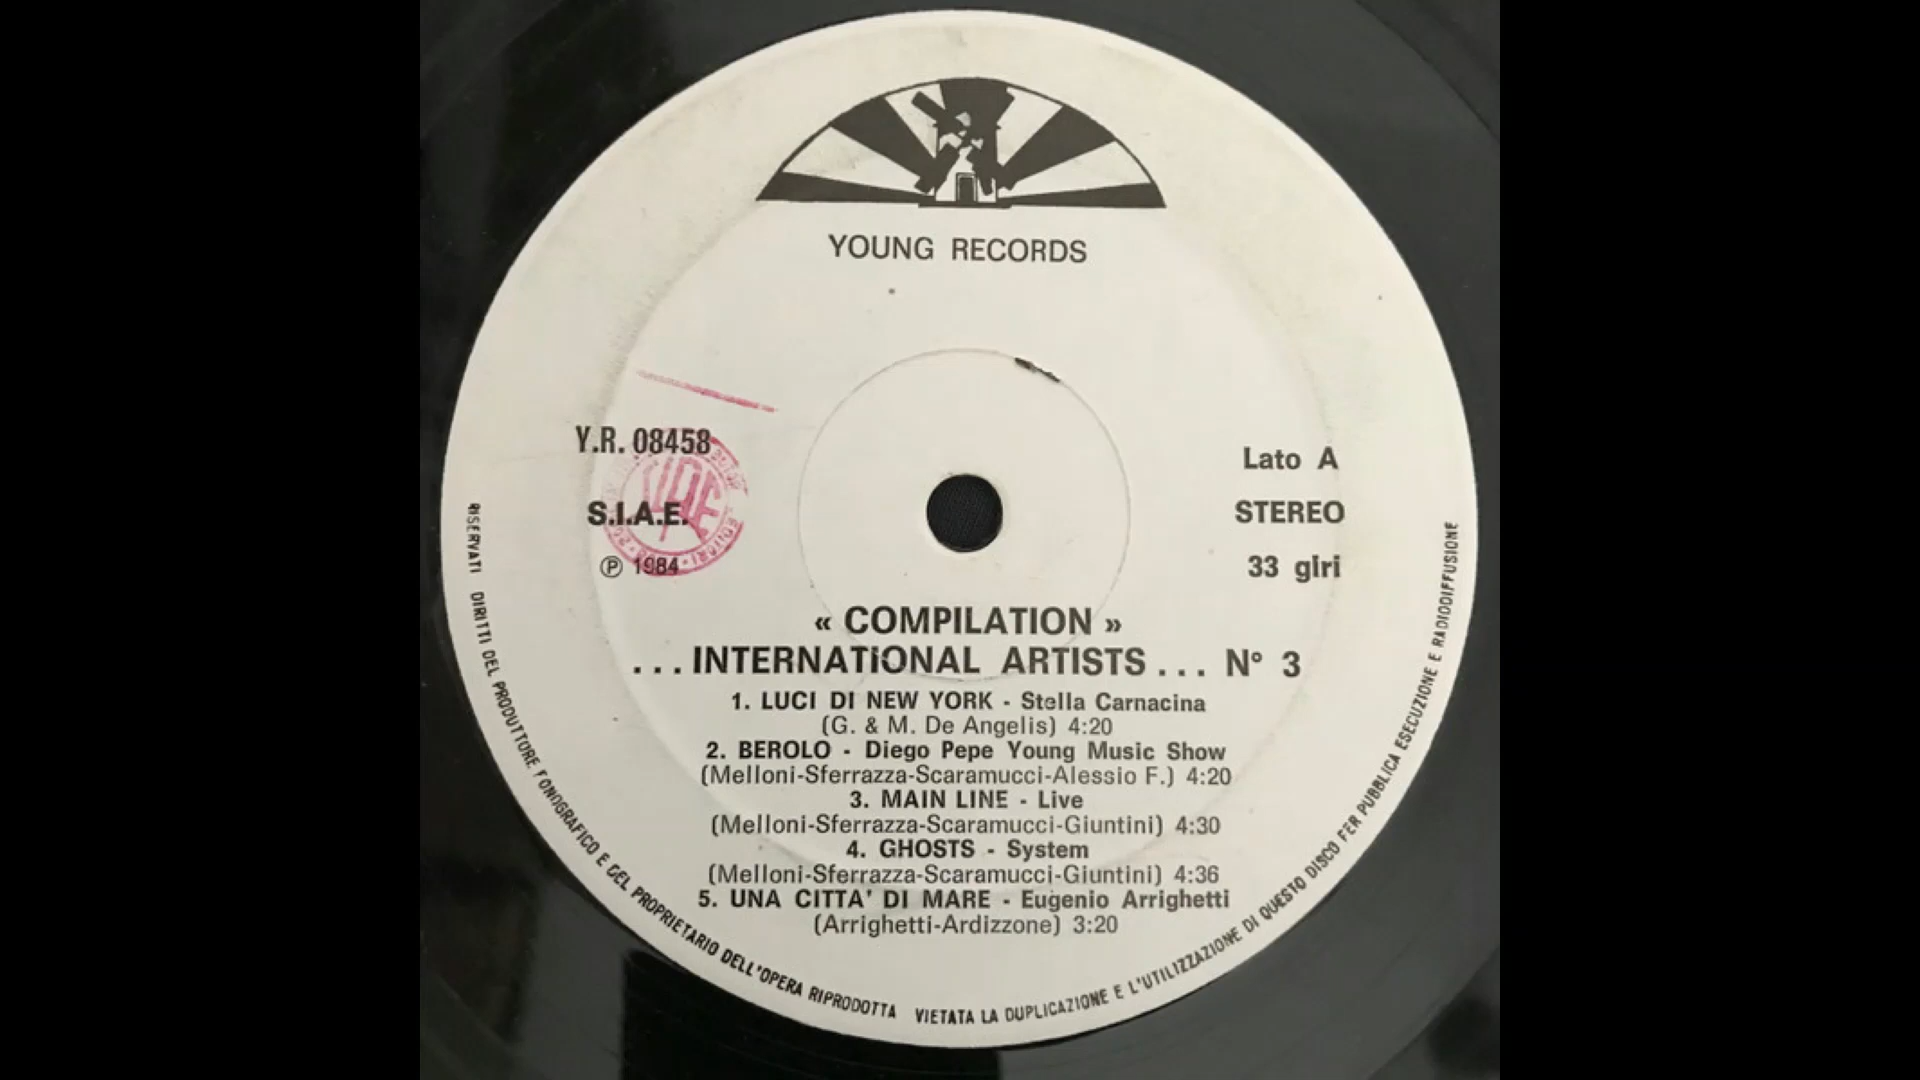 YOUNG RECORDS
Y.R. 08458
S.I.A.E.
℗ 1984
Lato A
STEREO
33 giri
« COMPILATION »
...INTERNATIONAL ARTISTS... N° 3
1. LUCI DI NEW YORK - Stella Carnacina
(G. & M. De Angelis) 4:20
2. BEROLO - Diego Pepe Young Music Show
(Melloni-Sferrazza-Scaramucci-Alessio F.) 4:20
3. MAIN LINE - Live
(Melloni-Sferrazza-Scaramucci-Giuntini) 4:30
4. GHOSTS - System
(Melloni-Sferrazza-Scaramucci-Giuntini) 4:36
5. UNA CITTA' DI MARE - Eugenio Arrighetti
(Arrighetti-Ardizzone) 3:20
RISERVATI DIRITTI DEL PRODUTTORE FONOGRAFICO E DEL PROPRIETARIO DELL'OPERA RIPRODOTTA VIETATA LA DUPLICAZIONE E L'UTILIZZAZIONE DI QUESTO DISCO PER PUBBLICA ESECUZIONE E RADIODIFFUSIONE